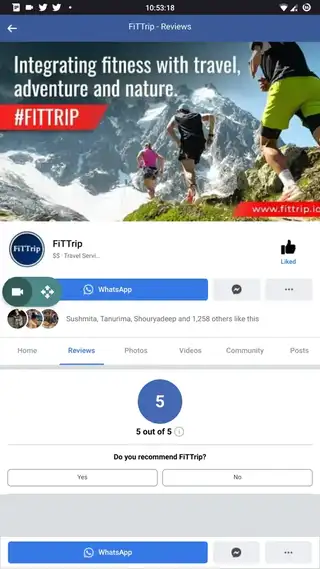 10:53:18
FiTTrip - Reviews
Integrating fitness with travel,
adventure and nature.
#FITTRIP
www.fittrip.io
FiTTrip
FiTTrip
$$ · Travel Servi...
Liked
WhatsApp
Sushmita, Tanurima, Shouryadeep and 1,258 others like this
Home Reviews Photos Videos Community Posts
5
5 out of 5
Do you recommend FiTTrip?
Yes No
WhatsApp